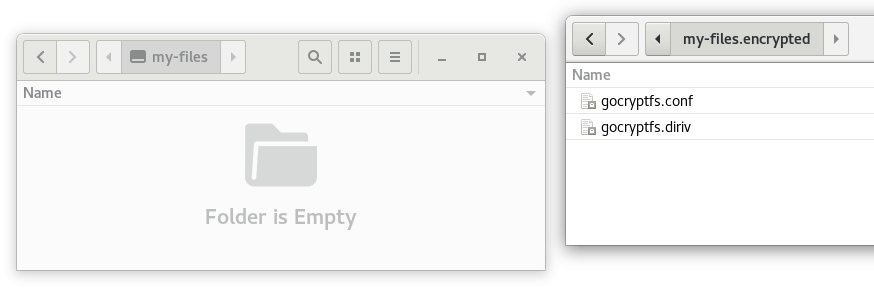 my-files
Name
Folder is Empty
my-files.encrypted
Name
gocryptfs.conf
gocryptfs.diriv